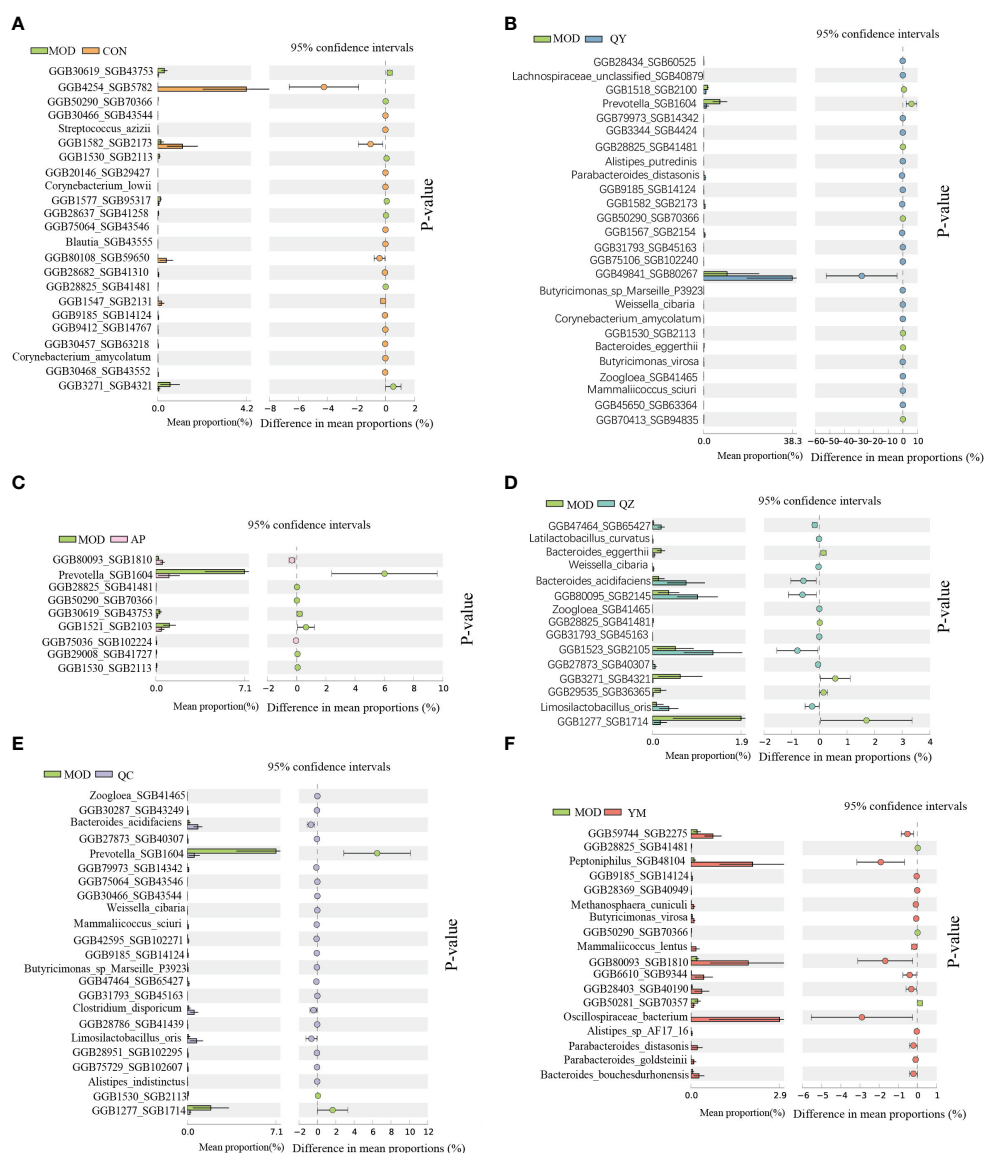 A
95% confidence intervals
MOD CON
GGB30619_SGB43753
GGB4254_SGB5782
GGB50290_SGB70366
GGB30466_SGB43544
Streptococcus_azizii
GGB1582_SGB2173
GGB1530_SGB2113
GGB20146_SGB29427
Corynebacterium_lowii
GGB1577_SGB95317
GGB28637_SGB41258
GGB75064_SGB43546
Blautia_SGB43555
GGB80108_SGB59650
GGB28682_SGB41310
GGB28825_SGB41481
GGB1547_SGB2131
GGB9185_SGB14124
GGB9412_SGB14767
GGB30457_SGB63218
Corynebacterium_amycolatum
GGB30468_SGB43552
GGB3271_SGB4321
P-value
0.0 4.2 −8 −6 −4 −2 0 2
Mean proportion(%) Difference in mean proportions (%)
B
95% confidence intervals
MOD QY
GGB28434_SGB60525
Lachnospiraceae_unclassified_SGB40879
GGB1518_SGB2100
Prevotella_SGB1604
GGB79973_SGB14342
GGB3344_SGB4424
GGB28825_SGB41481
Alistipes_putredinis
Parabacteroides_distasonis
GGB9185_SGB14124
GGB1582_SGB2173
GGB50290_SGB70366
GGB1567_SGB2154
GGB31793_SGB45163
GGB75106_SGB102240
GGB49841_SGB80267
Butyricimonas_sp_Marseille_P3923
Weissella_cibaria
Corynebacterium_amycolatum
GGB1530_SGB2113
Bacteroides_eggerthii
Butyricimonas_virosa
Zoogloea_SGB41465
Mammaliicoccus_sciuri
GGB45650_SGB63364
GGB70413_SGB94835
P-value
0.0 38.3 −60−50−40−30−20−10 0 10
Mean proportion(%) Difference in mean proportions (%)
C
95% confidence intervals
MOD AP
GGB80093_SGB1810
Prevotella_SGB1604
GGB28825_SGB41481
GGB50290_SGB70366
GGB30619_SGB43753
GGB1521_SGB2103
GGB75036_SGB102224
GGB29008_SGB41727
GGB1530_SGB2113
P-value
0.0 7.1 −2 0 2 4 6 8 10
Mean proportion(%) Difference in mean proportions (%)
D
95% confidence intervals
MOD QZ
GGB47464_SGB65427
Latilactobacillus_curvatus
Bacteroides_eggerthii
Weissella_cibaria
Bacteroides_acidifaciens
GGB80095_SGB2145
Zoogloea_SGB41465
GGB28825_SGB41481
GGB31793_SGB45163
GGB1523_SGB2105
GGB27873_SGB40307
GGB3271_SGB4321
GGB29535_SGB36365
Limosilactobacillus_oris
GGB1277_SGB1714
P-value
0.0 1.9 −2 −1 0 1 2 3 4
Mean proportion(%) Difference in mean proportions (%)
E
95% confidence intervals
MOD QC
Zoogloea_SGB41465
GGB30287_SGB43249
Bacteroides_acidifaciens
GGB27873_SGB40307
Prevotella_SGB1604
GGB79973_SGB14342
GGB75064_SGB43546
GGB30466_SGB43544
Weissella_cibaria
Mammaliicoccus_sciuri
GGB42595_SGB102271
GGB9185_SGB14124
Butyricimonas_sp_Marseille_P3923
GGB47464_SGB65427
GGB31793_SGB45163
Clostridium_disporicum
GGB28786_SGB41439
Limosilactobacillus_oris
GGB28951_SGB102295
GGB75729_SGB102607
Alistipes_indistinctus
GGB1530_SGB2113
GGB1277_SGB1714
P-value
0.0 7.1 −2 0 2 4 6 8 10 12
Mean proportion(%) Difference in mean proportions (%)
F
95% confidence intervals
MOD YM
GGB59744_SGB2275
GGB28825_SGB41481
Peptoniphilus_SGB48104
GGB9185_SGB14124
GGB28369_SGB40949
Methanosphaera_cuniculi
Butyricimonas_virosa
GGB50290_SGB70366
Mammaliicoccus_lentus
GGB80093_SGB1810
GGB6610_SGB9344
GGB28403_SGB40190
GGB50281_SGB70357
Oscillospiraceae_bacterium
Alistipes_sp_AF17_16
Parabacteroides_distasonis
Parabacteroides_goldsteinii
Bacteroides_bouchesdurhonensis
P-value
0.0 2.9 −6 −5 −4 −3 −2 −1 0 1
Mean proportion(%) Difference in mean proportions (%)